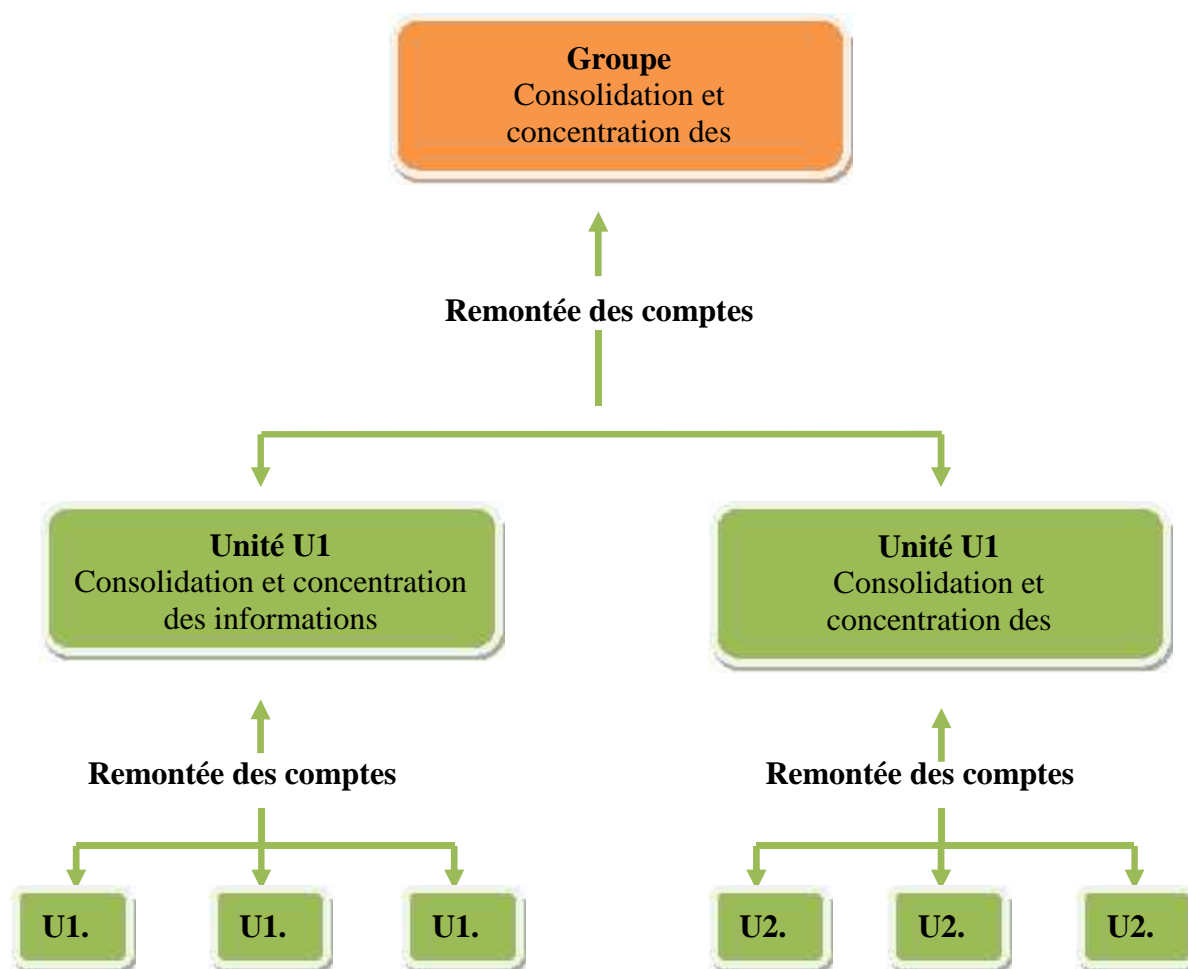 Groupe
Consolidation et
concentration des
Remontée des comptes
Unité U1
Consolidation et concentration
des informations
Unité U1
Consolidation et
concentration des
Remontée des comptes
Remontée des comptes
U1.
U1.
U1.
U2.
U2.
U2.